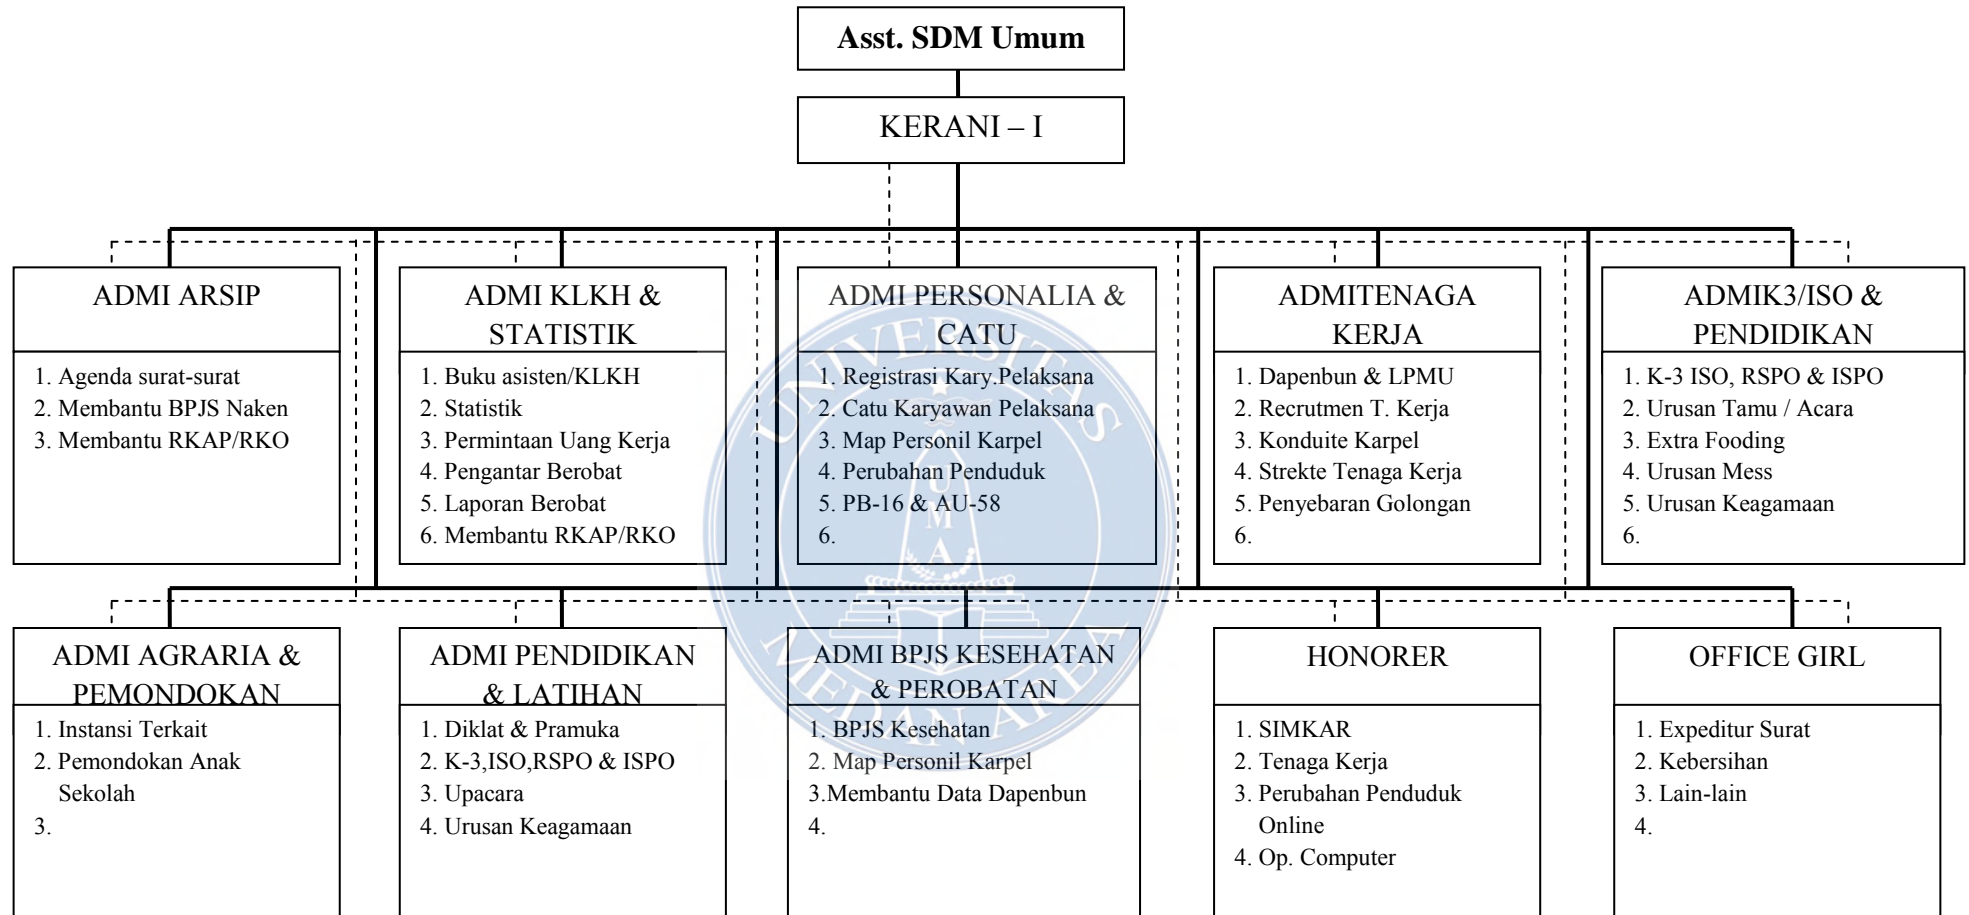 Asst. SDM Umum
KERANI – I
ADMI ARSIP
1. Agenda surat-surat
2. Membantu BPJS Naken
3. Membantu RKAP/RKO
ADMI KLKH &
STATISTIK
1. Buku asisten/KLKH
2. Statistik
3. Permintaan Uang Kerja
4. Pengantar Berobat
5. Laporan Berobat
6. Membantu RKAP/RKO
ADMI PERSONALIA &
CATU
1. Registrasi Kary.Pelaksana
2. Catu Karyawan Pelaksana
3. Map Personil Karpel
4. Perubahan Penduduk
5. PB-16 & AU-58
6.
ADMITENAGA
KERJA
1. Dapenbun & LPMU
2. Recrutmen T. Kerja
3. Konduite Karpel
4. Strekte Tenaga Kerja
5. Penyebaran Golongan
6.
ADMIK3/ISO &
PENDIDIKAN
1. K-3 ISO, RSPO & ISPO
2. Urusan Tamu / Acara
3. Extra Fooding
4. Urusan Mess
5. Urusan Keagamaan
6.
ADMI AGRARIA &
PEMONDOKAN
1. Instansi Terkait
2. Pemondokan Anak
Sekolah
3.
ADMI PENDIDIKAN
& LATIHAN
1. Diklat & Pramuka
2. K-3,ISO,RSPO & ISPO
3. Upacara
4. Urusan Keagamaan
ADMI BPJS KESEHATAN
& PEROBATAN
1. BPJS Kesehatan
2. Map Personil Karpel
3.Membantu Data Dapenbun
4.
HONORER
1. SIMKAR
2. Tenaga Kerja
3. Perubahan Penduduk
Online
4. Op. Computer
OFFICE GIRL
1. Expeditur Surat
2. Kebersihan
3. Lain-lain
4.
UNIVERSITAS
UMA
MEDAN AREA